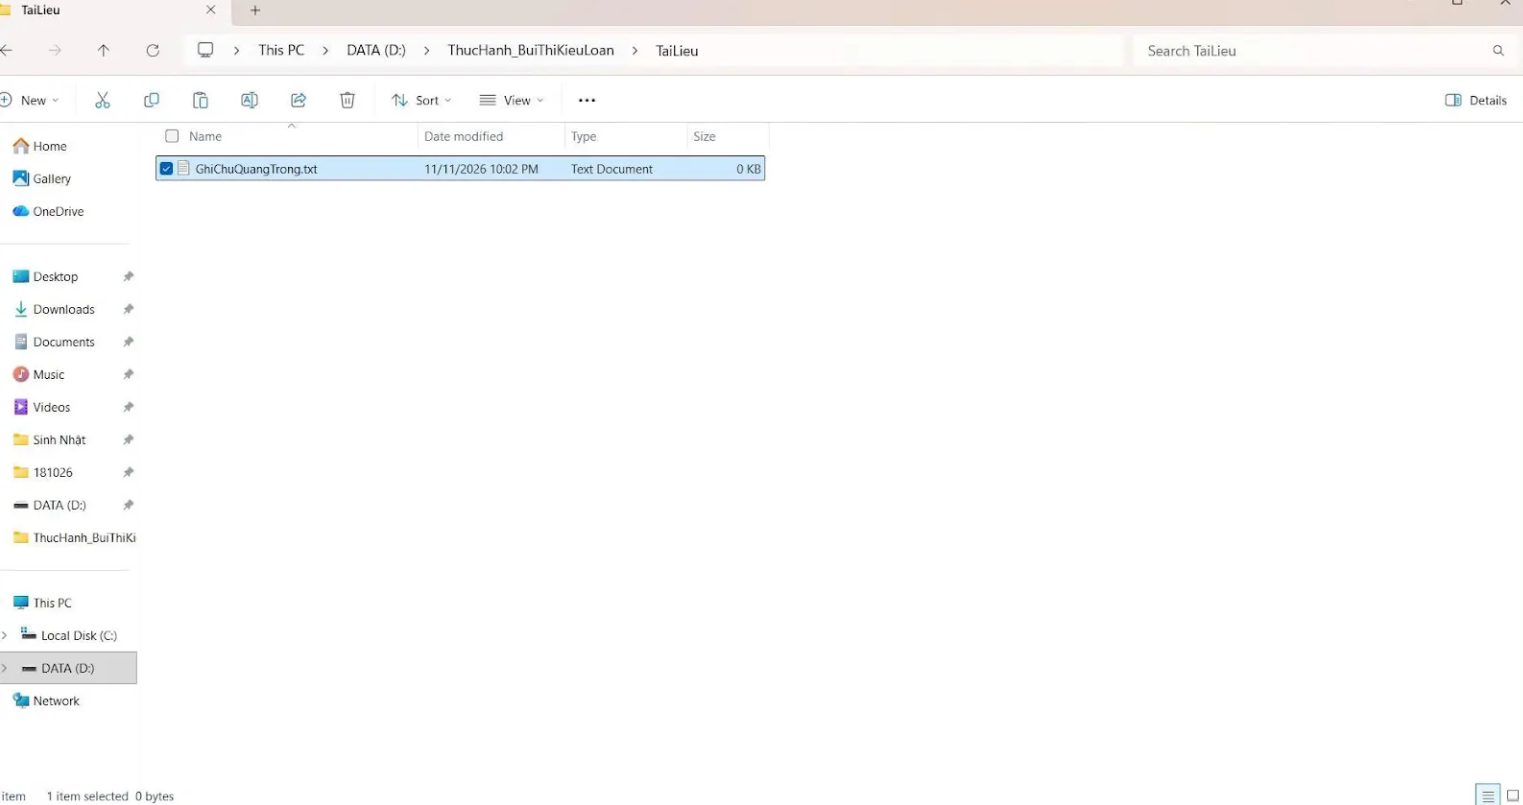 TaiLieu
This PC > DATA (D:) > ThucHanh_BuiThiKieuLoan > TaiLieu
Search TaiLieu
New
Sort
View
Details
Name Date modified Type Size
GhiChuQuangTrong.txt 11/11/2026 10:02 PM Text Document 0 KB
Home
Gallery
OneDrive
Desktop
Downloads
Documents
Music
Videos
Sinh Nhật
181026
DATA (D:)
ThucHanh_BuiThiKi
This PC
Local Disk (C:)
DATA (D:)
Network
item 1 item selected 0 bytes